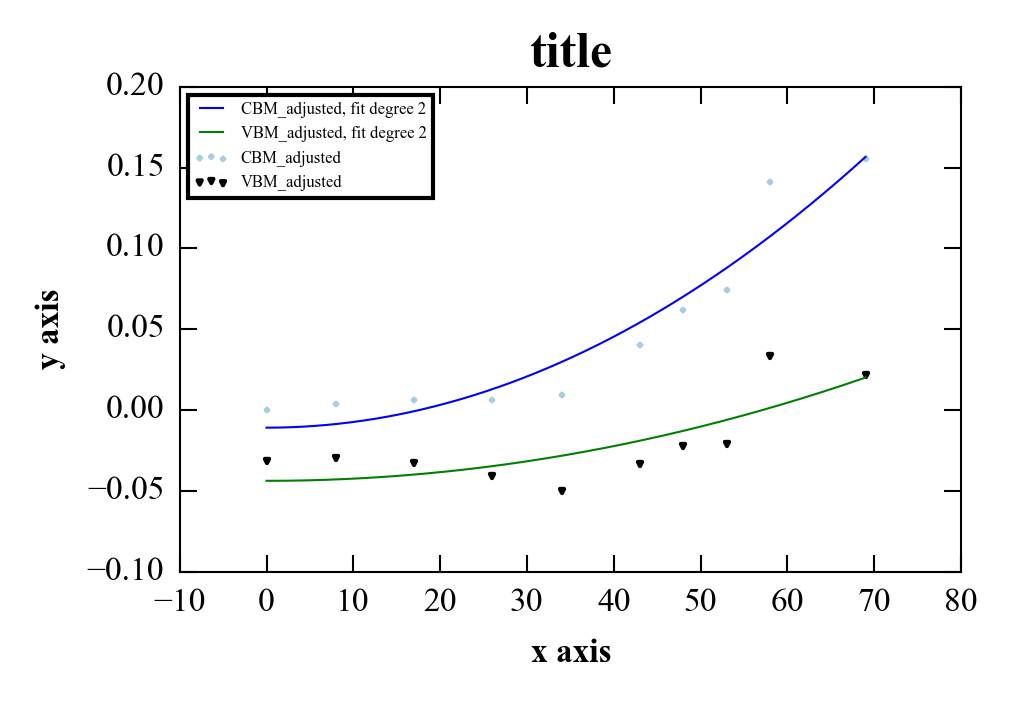 title
0.20
0.15
0.10
0.05
0.00
−0.05
−0.10
CBM_adjusted, fit degree 2
VBM_adjusted, fit degree 2
CBM_adjusted
VBM_adjusted
y axis
−10 0 10 20 30 40 50 60 70 80
x axis